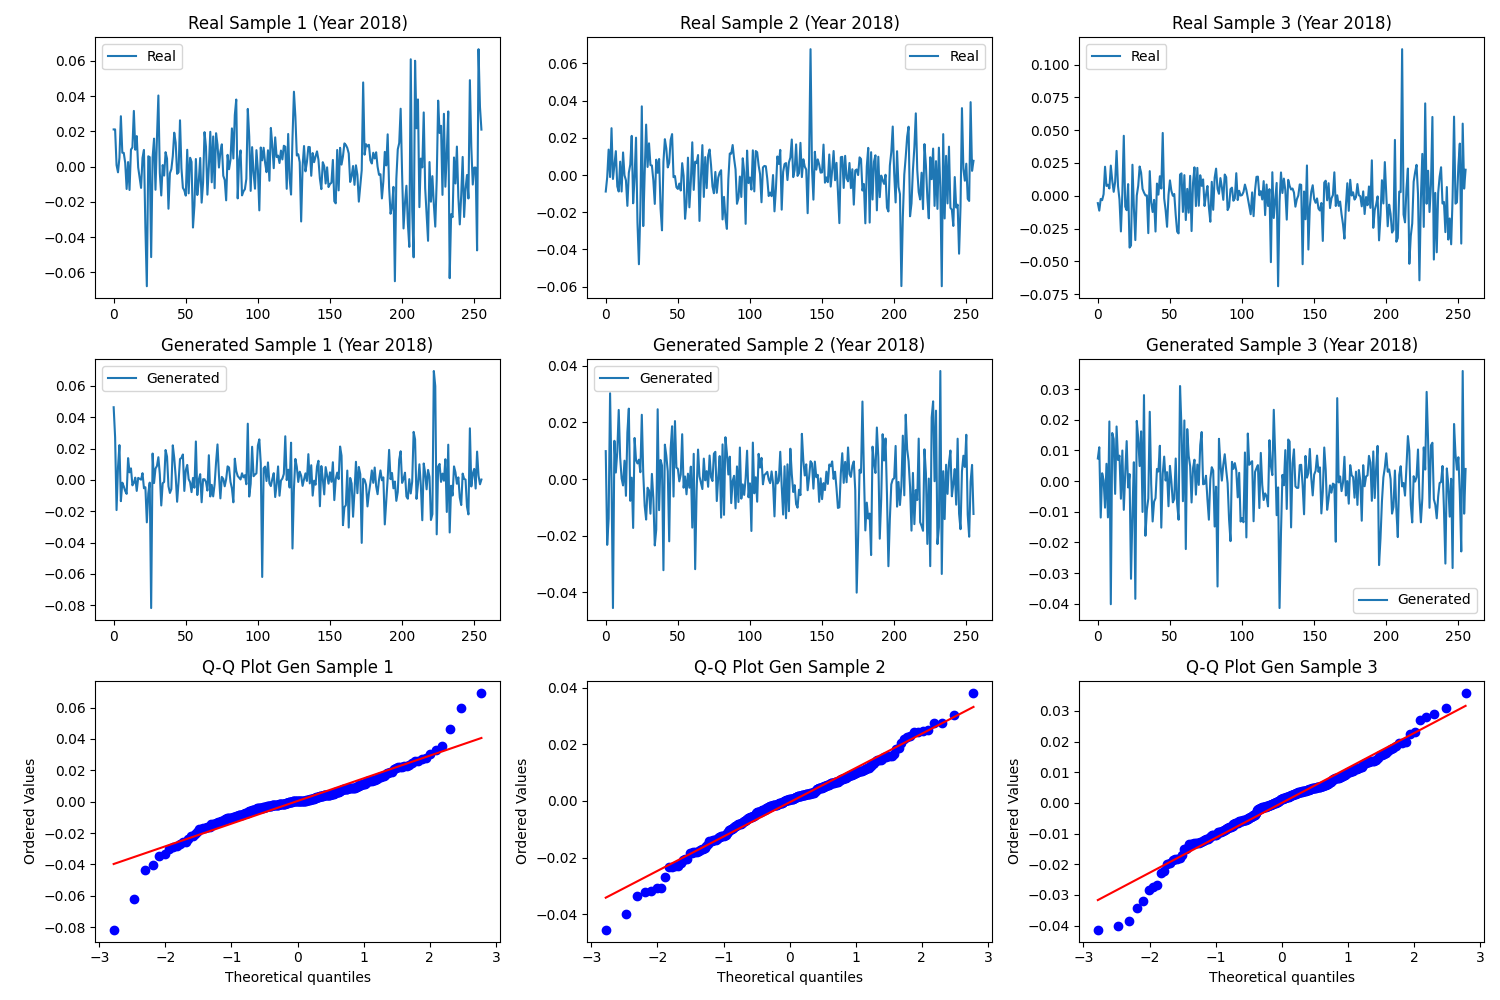 Real Sample 1 (Year 2018)
Real
0.06
0.04
0.02
0.00
−0.02
−0.04
−0.06
0 50 100 150 200 250
Real Sample 2 (Year 2018)
Real
0.06
0.04
0.02
0.00
−0.02
−0.04
−0.06
0 50 100 150 200 250
Real Sample 3 (Year 2018)
Real
0.100
0.075
0.050
0.025
0.000
−0.025
−0.050
−0.075
0 50 100 150 200 250
Generated Sample 1 (Year 2018)
Generated
0.06
0.04
0.02
0.00
−0.02
−0.04
−0.06
−0.08
0 50 100 150 200 250
Generated Sample 2 (Year 2018)
Generated
0.04
0.02
0.00
−0.02
−0.04
0 50 100 150 200 250
Generated Sample 3 (Year 2018)
0.03
0.02
0.01
0.00
−0.01
−0.02
−0.03
−0.04
Generated
0 50 100 150 200 250
Q-Q Plot Gen Sample 1
Ordered Values
0.06
0.04
0.02
0.00
−0.02
−0.04
−0.06
−0.08
−3 −2 −1 0 1 2 3
Theoretical quantiles
Q-Q Plot Gen Sample 2
Ordered Values
0.04
0.02
0.00
−0.02
−0.04
−3 −2 −1 0 1 2 3
Theoretical quantiles
Q-Q Plot Gen Sample 3
Ordered Values
0.03
0.02
0.01
0.00
−0.01
−0.02
−0.03
−0.04
−3 −2 −1 0 1 2 3
Theoretical quantiles